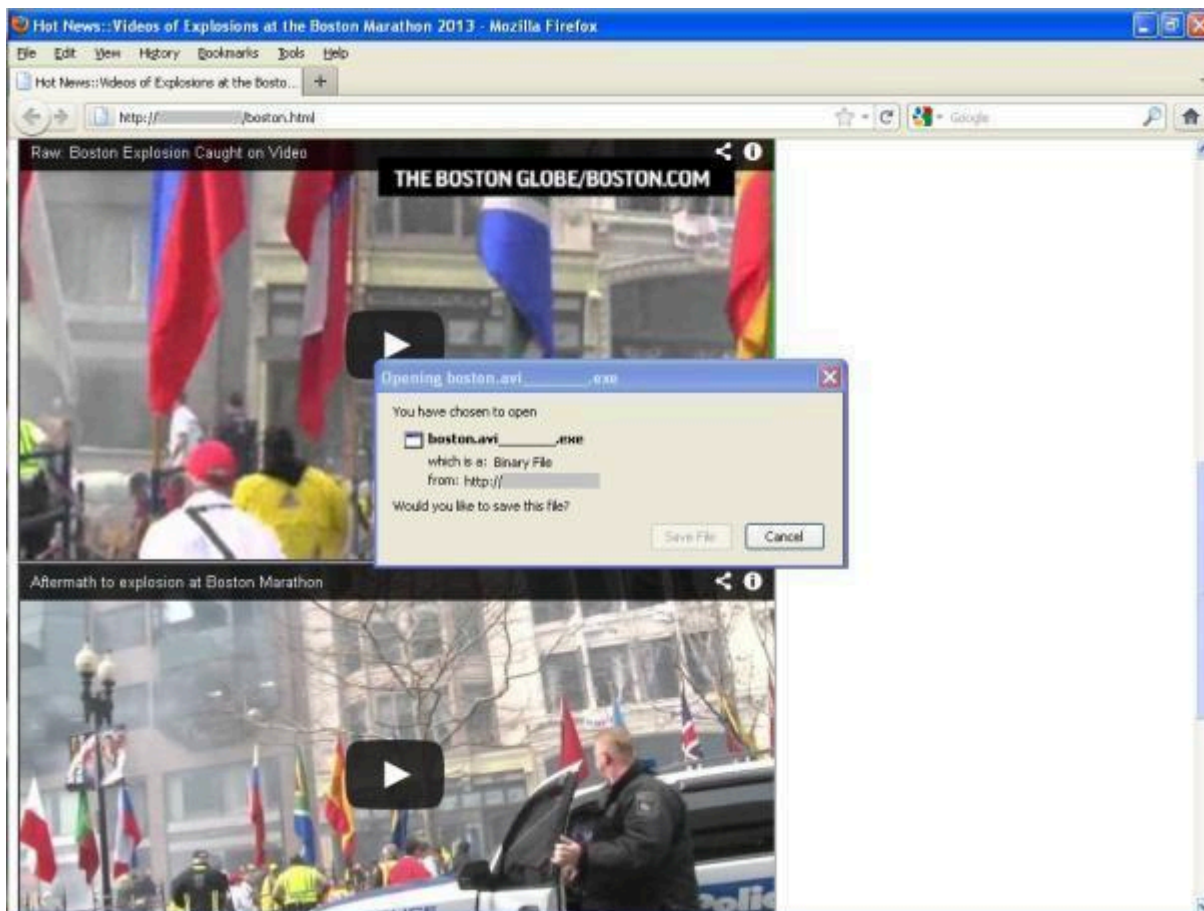 Hot News::Videos of Explosions at the Boston Marathon 2013 - Mozilla Firefox
File Edit View History Bookmarks Tools Help
Hot News::Videos of Explosions at the Bosto... +
http:// /boston.html
Google
Raw: Boston Explosion Caught on Video
THE BOSTON GLOBE/BOSTON.COM
Opening boston.avi_______.exe
You have chosen to open
boston.avi_______.exe
which is a: Binary File
from: http://
Would you like to save this file?
Save File Cancel
Aftermath to explosion at Boston Marathon